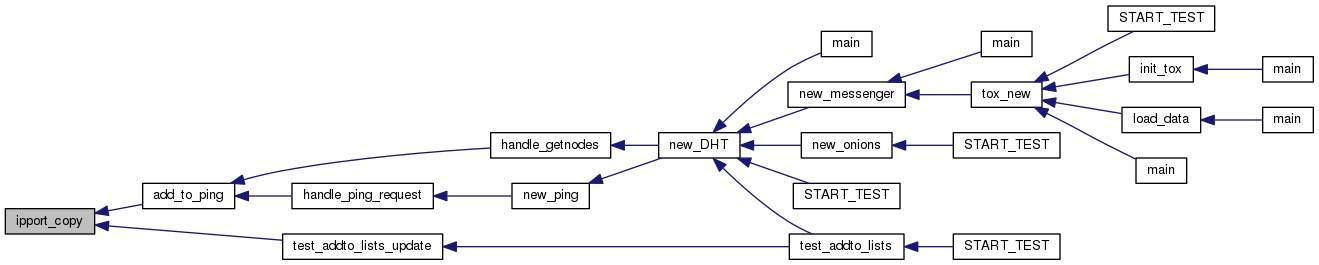 START_TEST
main
main
init_tox
main
new_messenger
tox_new
load_data
main
handle_getnodes
new_DHT
new_onions
START_TEST
main
add_to_ping
handle_ping_request
new_ping
START_TEST
ipport_copy
test_addto_lists_update
test_addto_lists
START_TEST